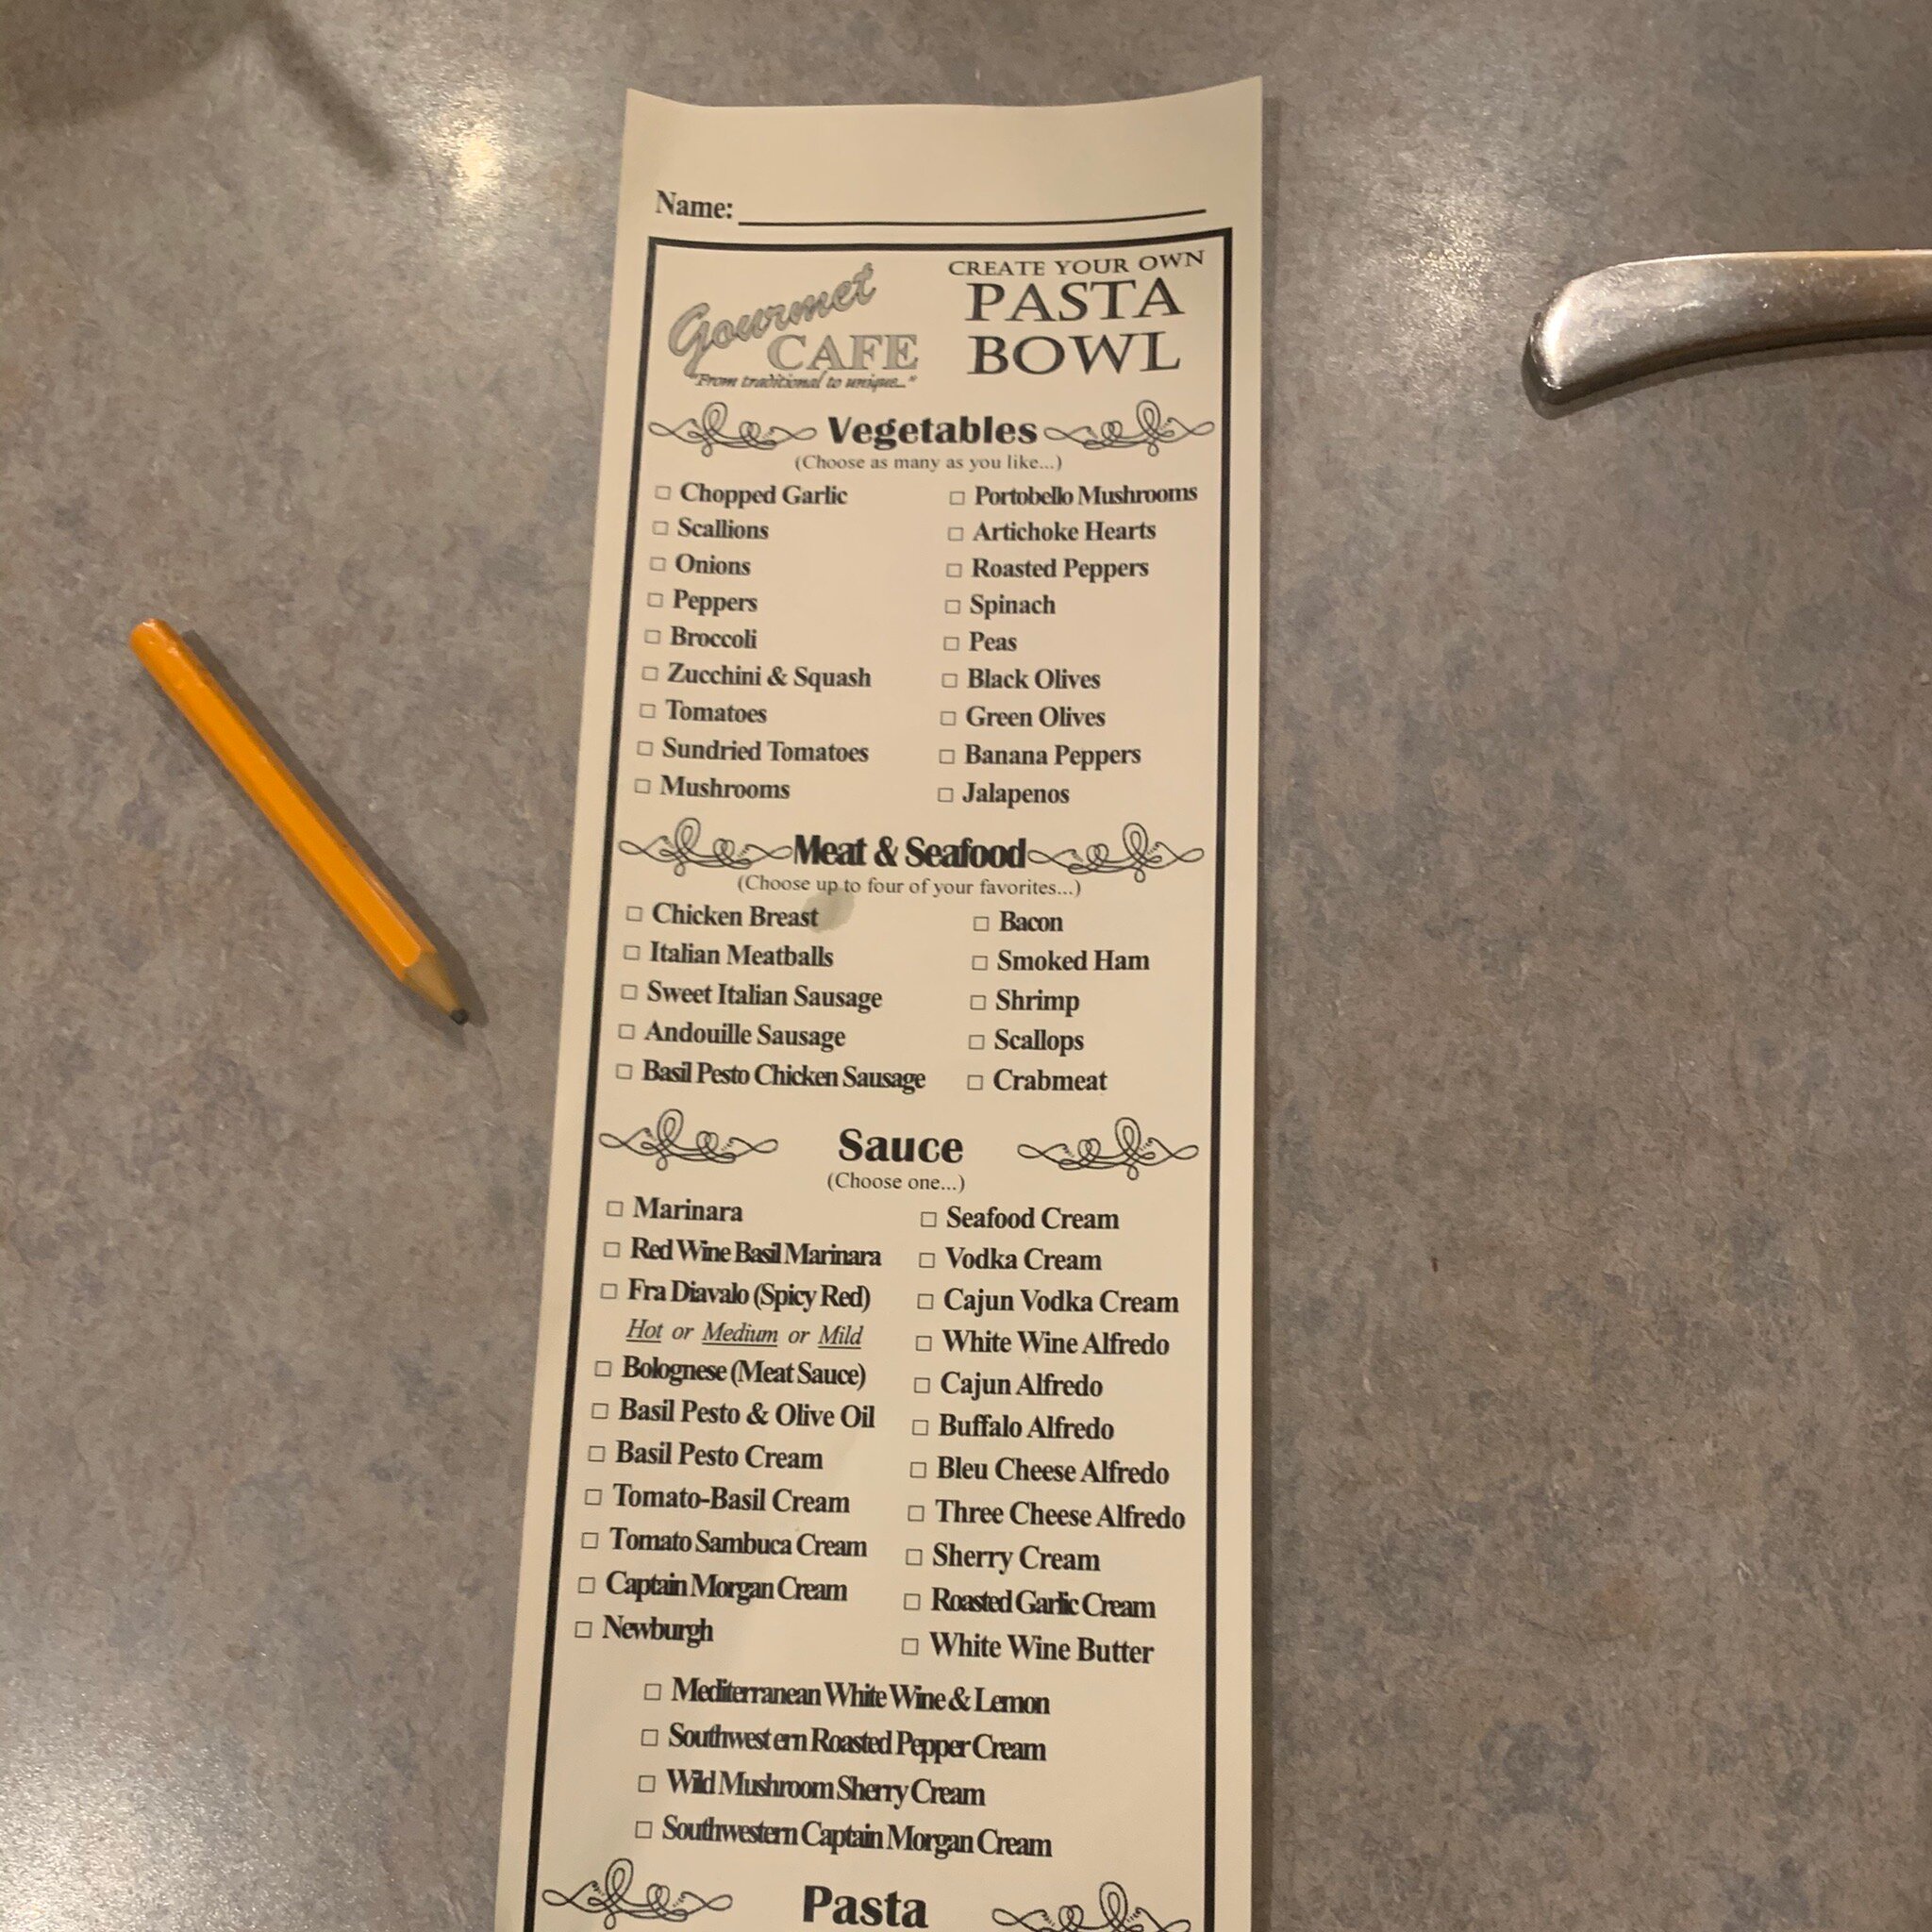 Name:
Gourmet
CAFE
"From traditional to unique..."
CREATE YOUR OWN
PASTA
BOWL
Vegetables
(Choose as many as you like...)
Chopped Garlic
Scallions
Onions
Peppers
Broccoli
Zucchini & Squash
Tomatoes
Sundried Tomatoes
Mushrooms
Portobello Mushrooms
Artichoke Hearts
Roasted Peppers
Spinach
Peas
Black Olives
Green Olives
Banana Peppers
Jalapenos
Meat & Seafood
(Choose up to four of your favorites...)
Chicken Breast
Italian Meatballs
Sweet Italian Sausage
Andouille Sausage
Basil Pesto Chicken Sausage
Bacon
Smoked Ham
Shrimp
Scallops
Crabmeat
Sauce
(Choose one...)
Marinara
Red Wine Basil Marinara
Fra Diavalo (Spicy Red)
Hot or Medium or Mild
Bolognese (Meat Sauce)
Basil Pesto & Olive Oil
Basil Pesto Cream
Tomato-Basil Cream
Tomato Sambuca Cream
Captain Morgan Cream
Newburgh
Seafood Cream
Vodka Cream
Cajun Vodka Cream
White Wine Alfredo
Cajun Alfredo
Buffalo Alfredo
Bleu Cheese Alfredo
Three Cheese Alfredo
Sherry Cream
Roasted Garlic Cream
White Wine Butter
Mediterranean White Wine & Lemon
Southwestern Roasted Pepper Cream
Wild Mushroom Sherry Cream
Southwestern Captain Morgan Cream
Pasta